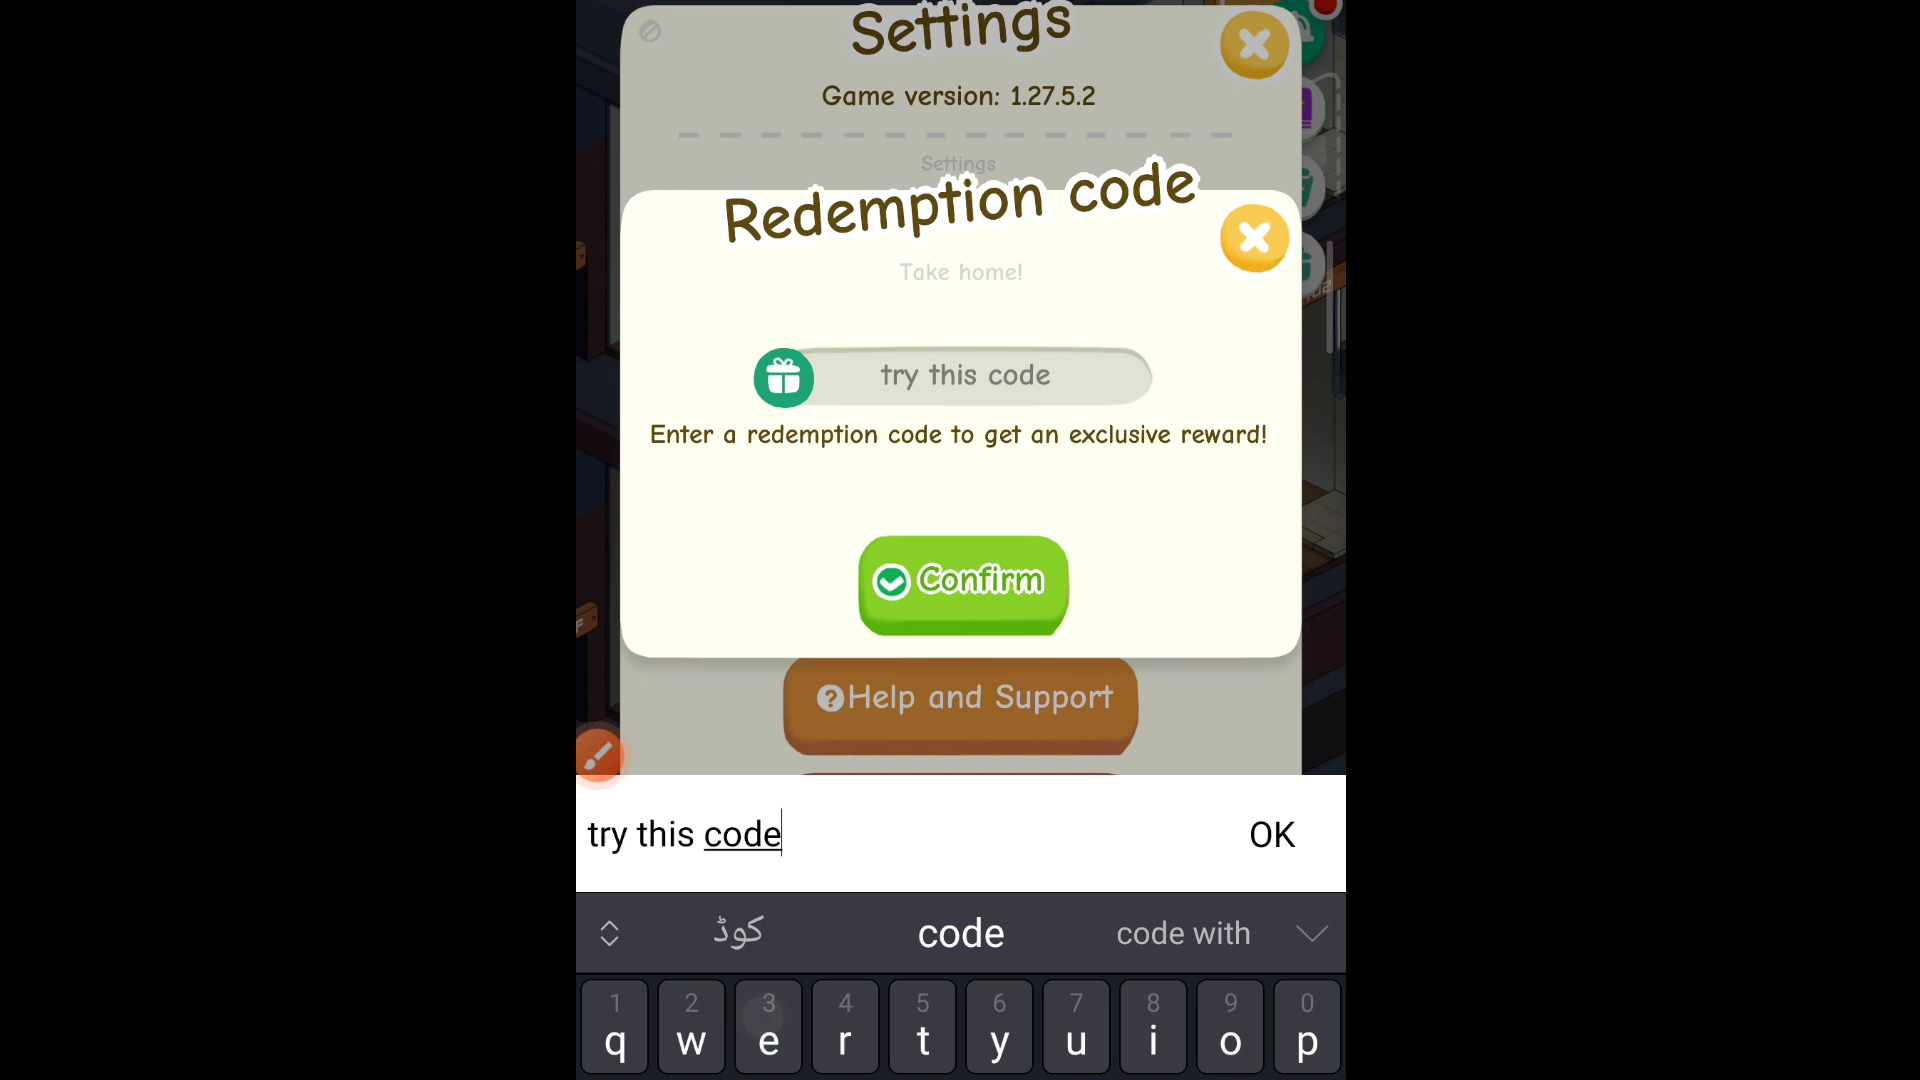 Settings
Game version: 1.27.5.2
Settings
Redemption code
Take home!
try this code
Enter a redemption code to get an exclusive reward!
Confirm
Help and Support
try this code
OK
کوڈ code code with
1 2 3 4 5 6 7 8 9 0
q w e r t y u i o p